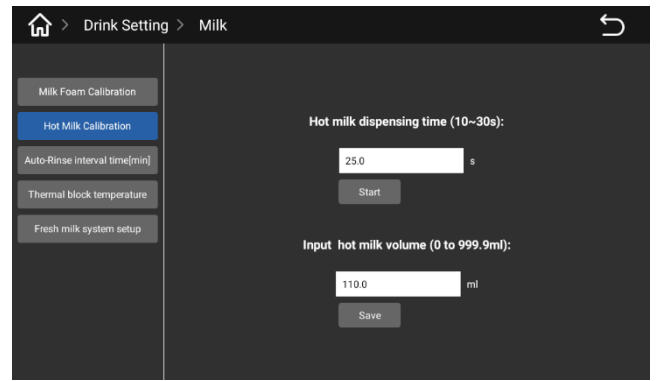 > Drink Setting > Milk
Milk Foam Calibration
Hot Milk Calibration
Auto-Rinse interval time[min]
Thermal block temperature
Fresh milk system setup
Hot milk dispensing time (10~30s):
25.0 s
Start
Input hot milk volume (0 to 999.9ml):
110.0 ml
Save